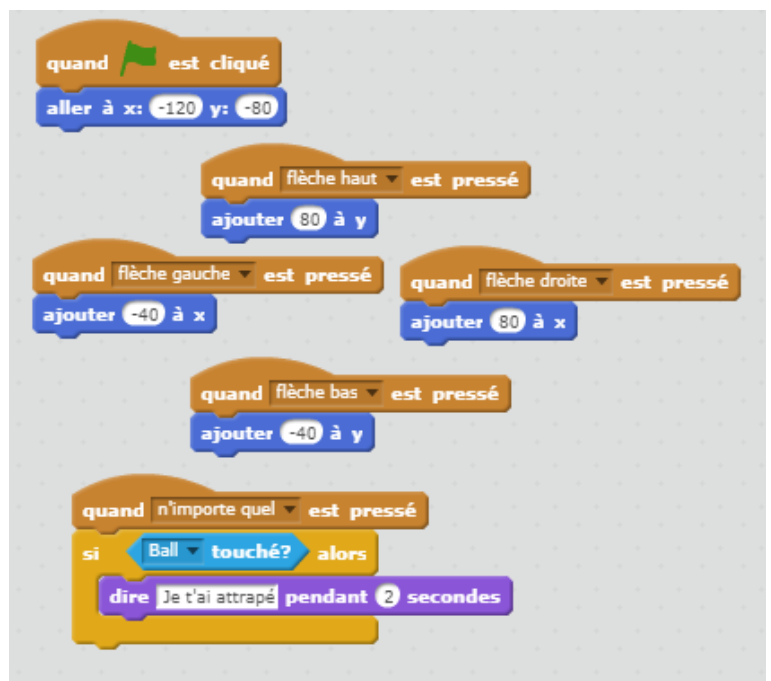 quand est cliqué
aller à x: -120 y: -80
quand flèche haut est pressé
ajouter 80 à y
quand flèche gauche est pressé
ajouter -40 à x
quand flèche droite est pressé
ajouter 80 à x
quand flèche bas est pressé
ajouter -40 à y
quand n'importe quel est pressé
si Ball touché? alors
dire Je t'ai attrapé pendant 2 secondes